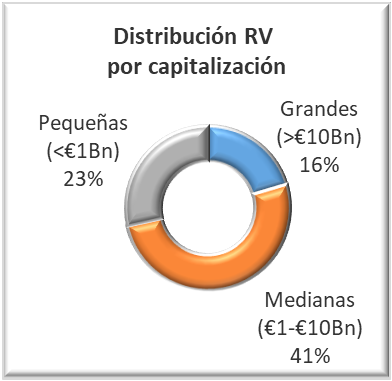 Distribución RV
por capitalización
Grandes
(>€10Bn)
16%
Pequeñas
(<€1Bn)
23%
Medianas
(€1-€10Bn)
41%